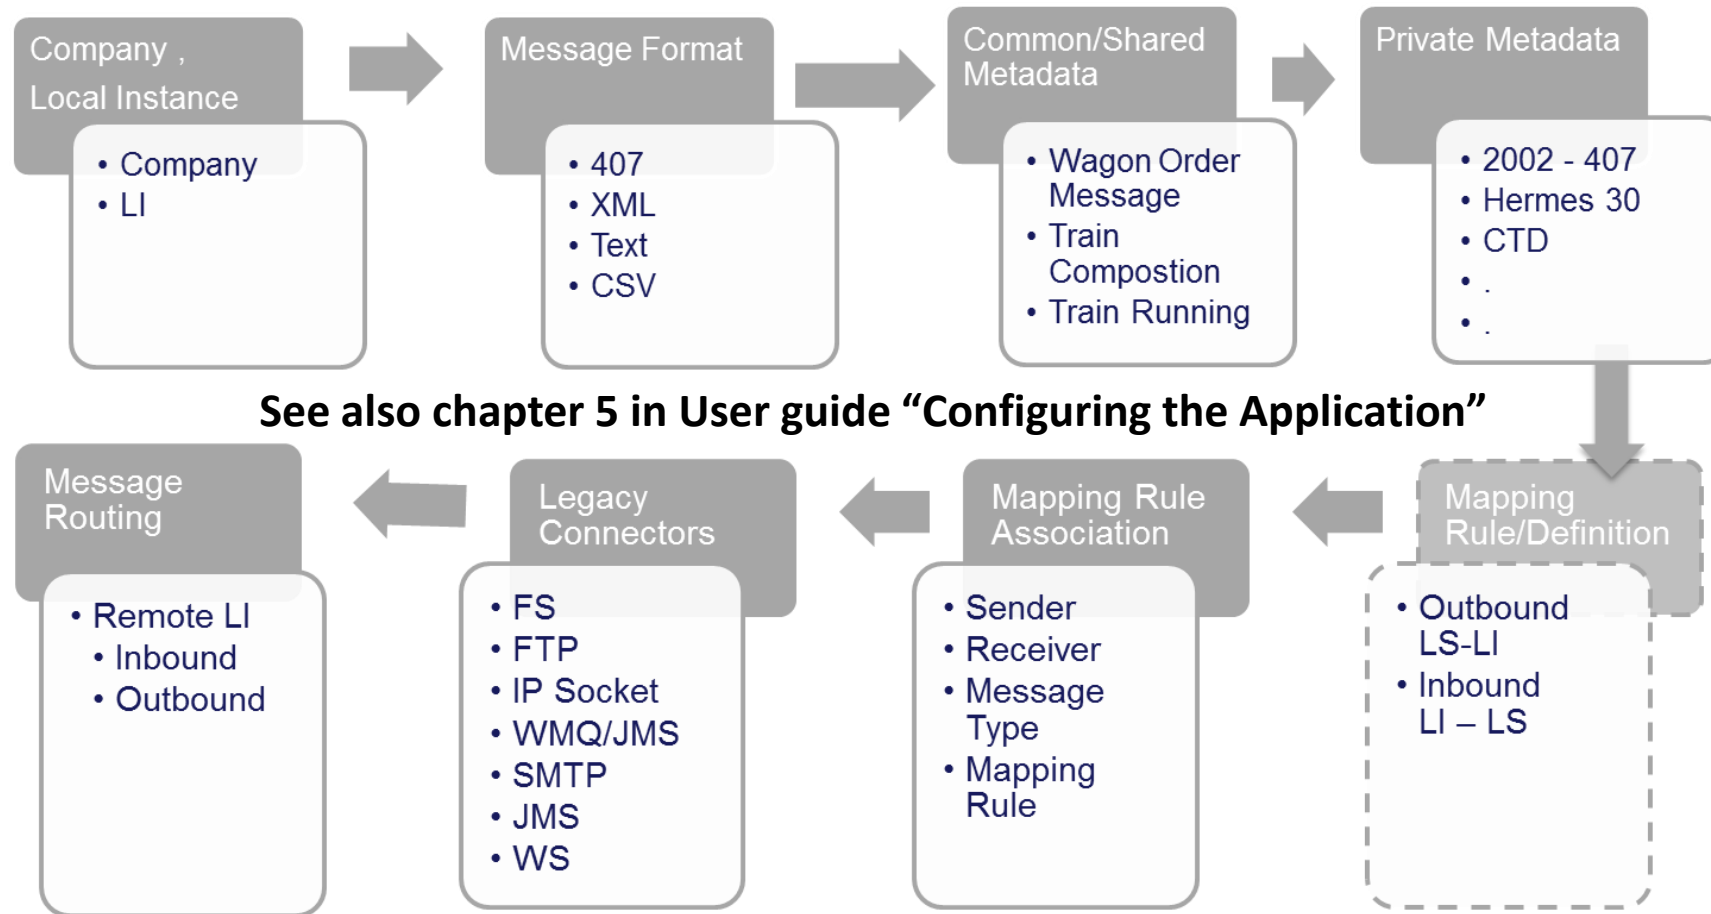 Company ,
Local Instance
• Company
• LI
Message Format
• 407
• XML
• Text
• CSV
Common/Shared
Metadata
• Wagon Order
Message
• Train
Compostion
• Train Running
Private Metadata
• 2002 - 407
• Hermes 30
• CTD
• .
• .
See also chapter 5 in User guide “Configuring the Application”
Message
Routing
• Remote LI
• Inbound
• Outbound
Legacy
Connectors
• FS
• FTP
• IP Socket
• WMQ/JMS
• SMTP
• JMS
• WS
Mapping Rule
Association
• Sender
• Receiver
• Message
Type
• Mapping
Rule
Mapping
Rule/Definition
• Outbound
LS-LI
• Inbound
LI – LS